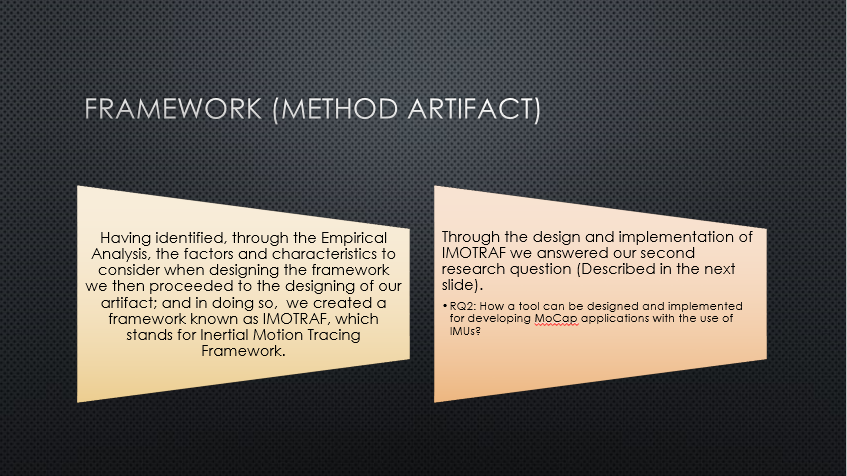 FRAMEWORK (METHOD ARTIFACT)
Having identified, through the Empirical
Analysis, the factors and characteristics to
consider when designing the framework
we then proceeded to the designing of our
artifact; and in doing so,  we created a
framework known as IMOTRAF, which
stands for Inertial Motion Tracing
Framework.
Through the design and implementation of
IMOTRAF we answered our second
research question (Described in the next
slide).
• RQ2: How a tool can be designed and implemented
for developing MoCap applications with the use of
IMUs?